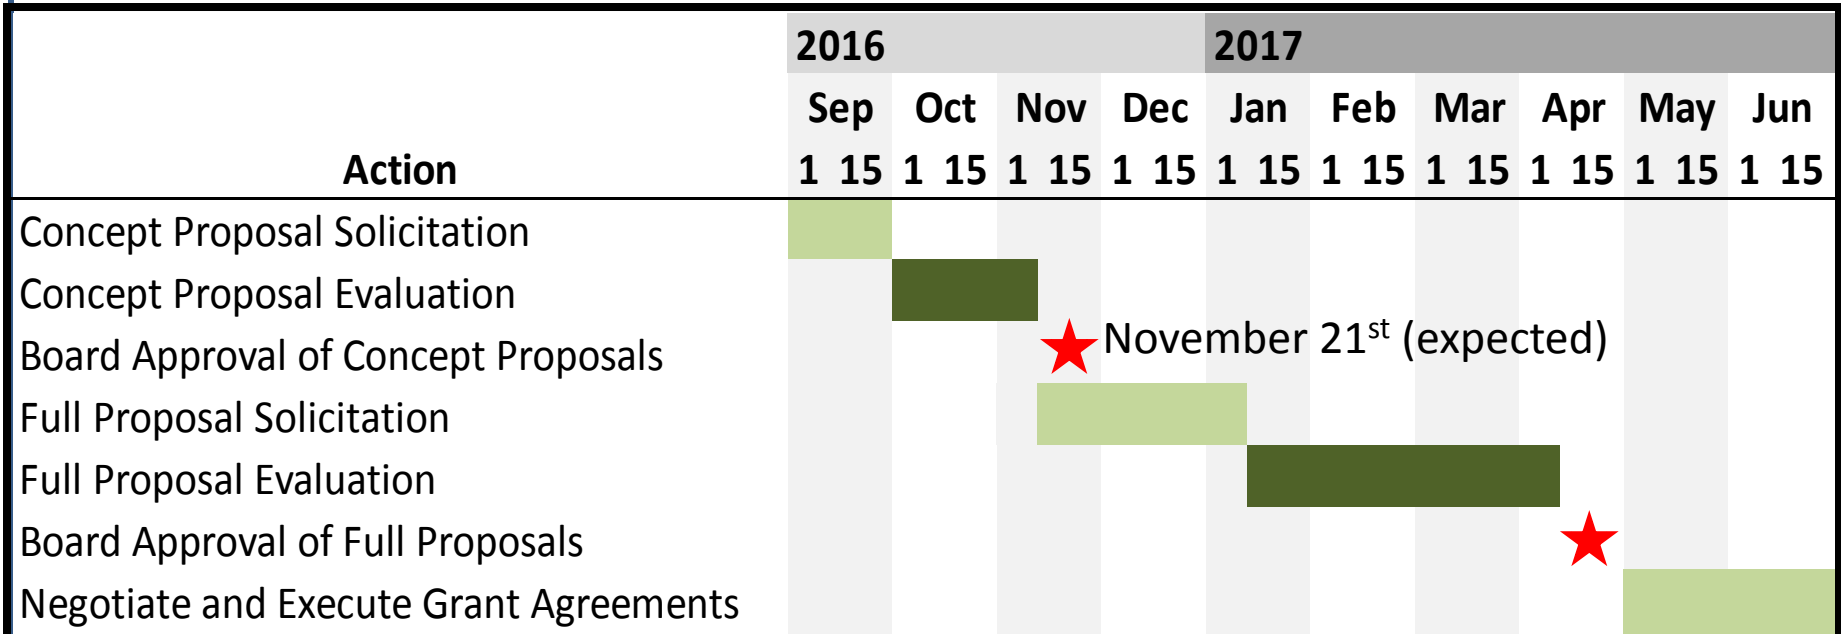 2016 2017
Sep Oct Nov Dec Jan Feb Mar Apr May Jun
Action 1 15 1 15 1 15 1 15 1 15 1 15 1 15 1 15 1 15 1 15
Concept Proposal Solicitation
Concept Proposal Evaluation
Board Approval of Concept Proposals November 21st (expected)
Full Proposal Solicitation
Full Proposal Evaluation
Board Approval of Full Proposals
Negotiate and Execute Grant Agreements